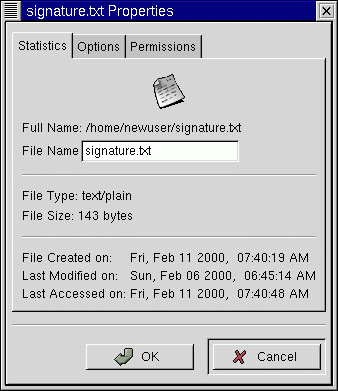 signature.txt Properties
Statistics Options Permissions
Full Name: /home/newuser/signature.txt
File Name signature.txt
File Type: text/plain
File Size: 143 bytes
File Created on: Fri, Feb 11 2000, 07:40:19 AM
Last Modified on: Sun, Feb 06 2000, 06:45:14 AM
Last Accessed on: Fri, Feb 11 2000, 07:40:48 AM
OK Cancel